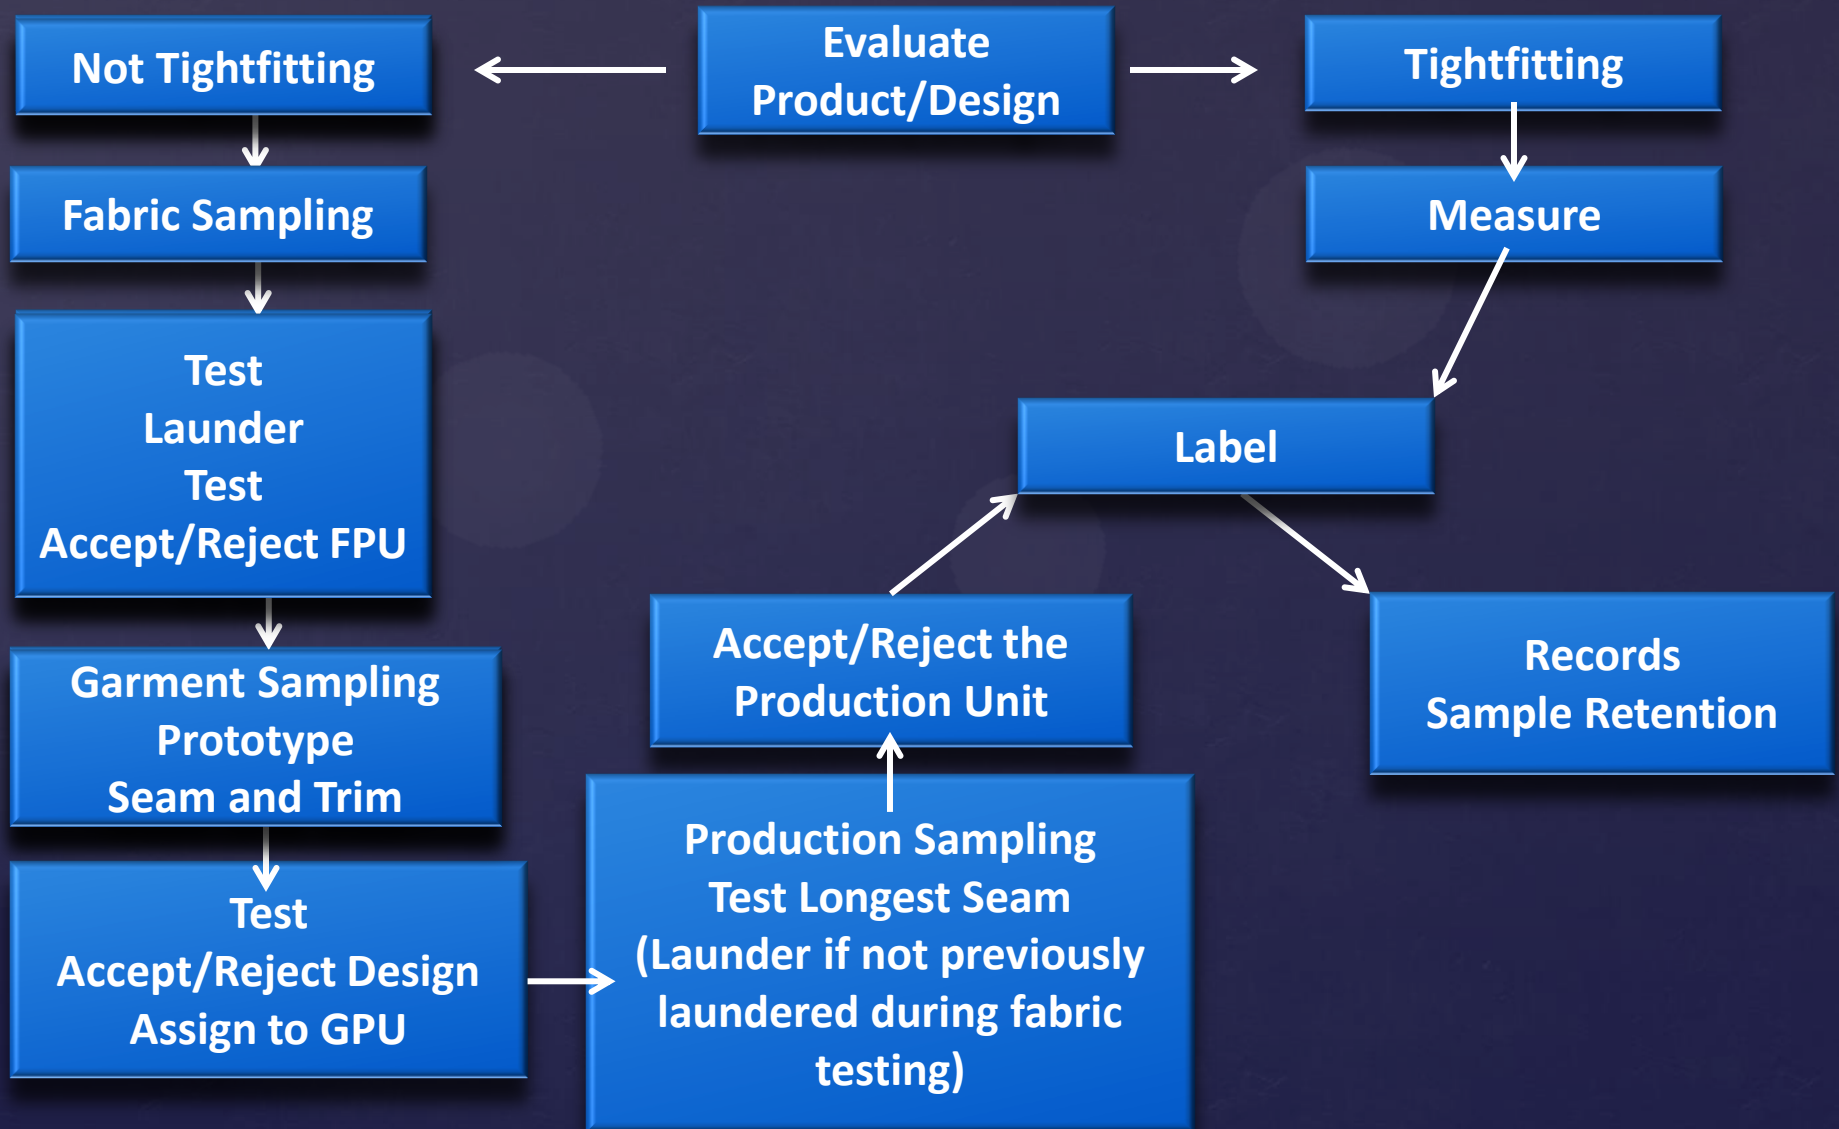 Evaluate
Product/Design
Not Tightfitting
Tightfitting
Fabric Sampling
Measure
Test
Launder
Test
Accept/Reject FPU
Label
Garment Sampling
Prototype
Seam and Trim
Accept/Reject the
Production Unit
Records
Sample Retention
Test
Accept/Reject Design
Assign to GPU
Production Sampling
Test Longest Seam
(Launder if not previously
laundered during fabric
testing)